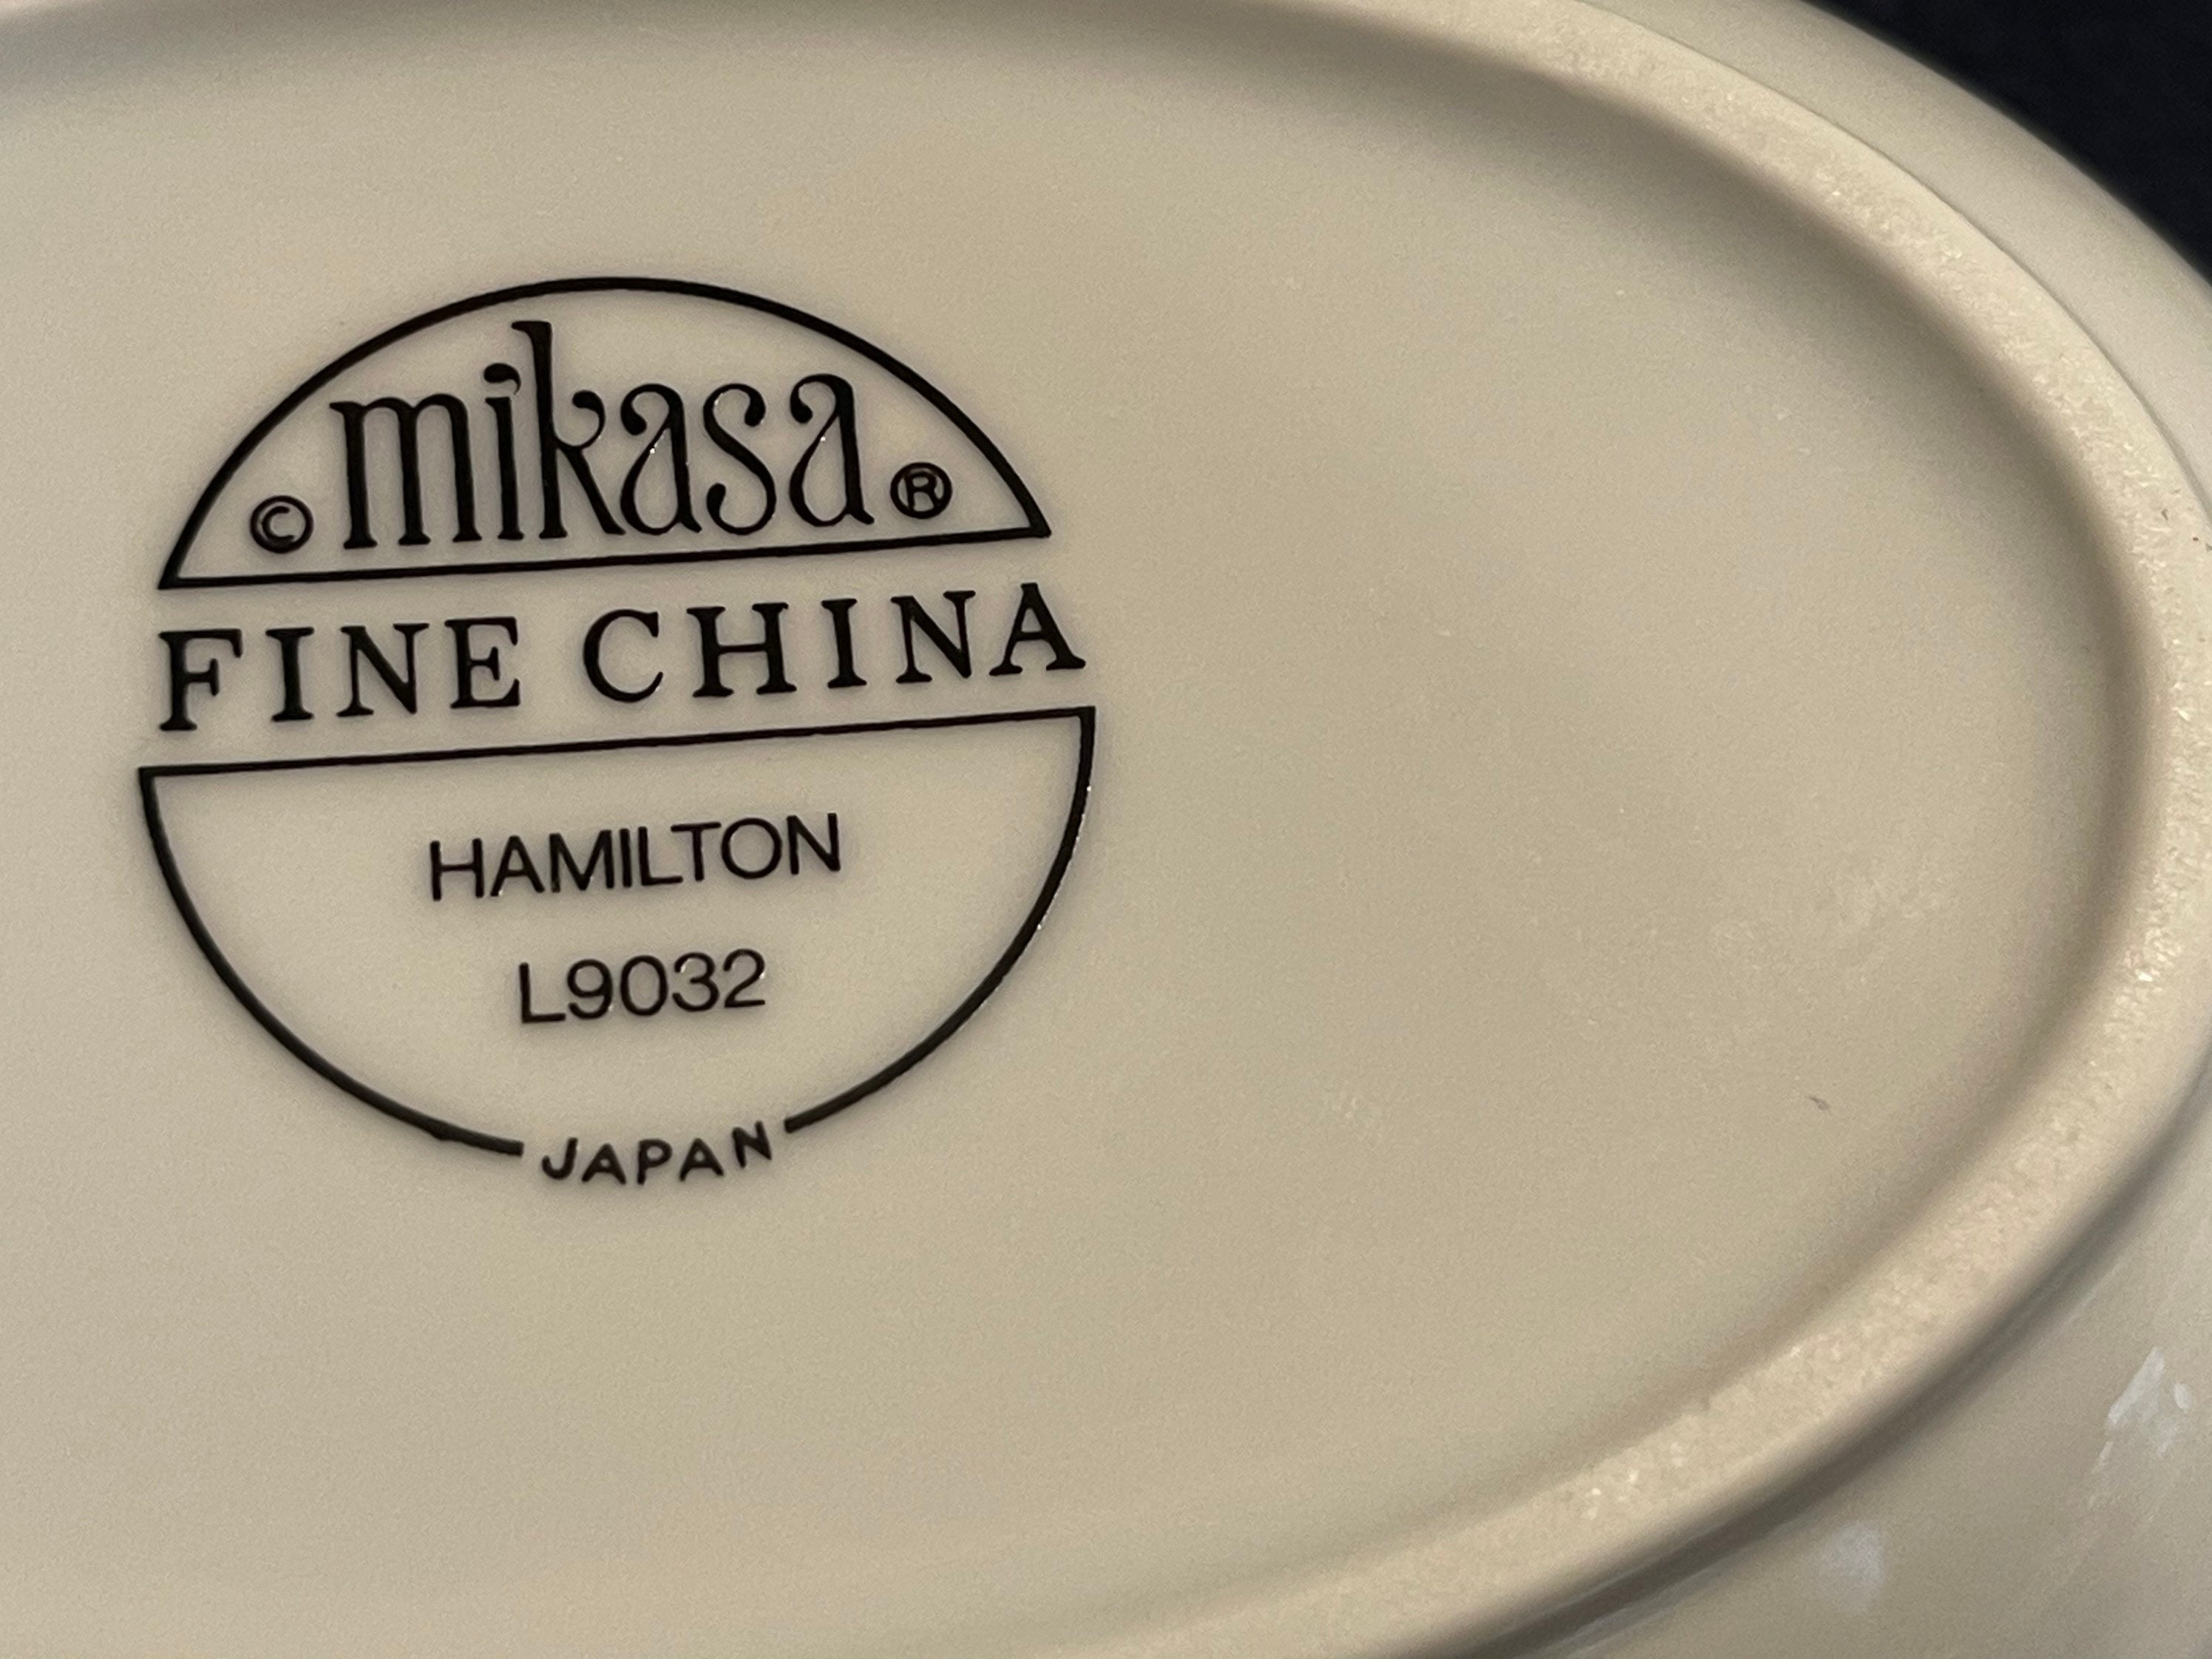 © mikasa ®
FINE CHINA
HAMILTON
L9032
JAPAN